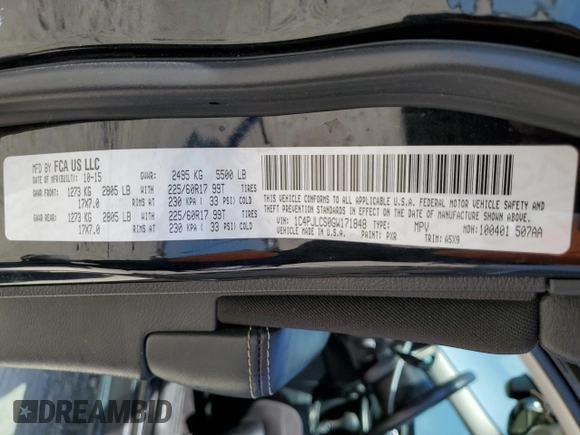 MFD BY FCA US LLC
DATE OF MFR(BUILT): 10-15 GVWR: 2495 KG 5500 LB
GAWR FRONT: 1273 KG 2805 LB WITH 225/60R17 99T TIRES
17X7.0 RIMS AT 230 KPA ( 33 PSI) COLD
GAWR REAR: 1273 KG 2805 LB WITH 225/60R17 99T TIRES
17X7.0 RIMS AT 230 KPA ( 33 PSI) COLD
THIS VEHICLE CONFORMS TO ALL APPLICABLE U.S.A. FEDERAL MOTOR VEHICLE SAFETY AND
THEFT PREVENTION STANDARDS IN EFFECT ON THE DATE OF MANUFACTURE SHOWN ABOVE.
VIN: 1C4PJLCS9GW171848 TYPE: MPV MDH: 100401 507AA
VEHICLE MADE IN U.S.A. PAINT: PXR TRIM: A5X9
DREAMBID